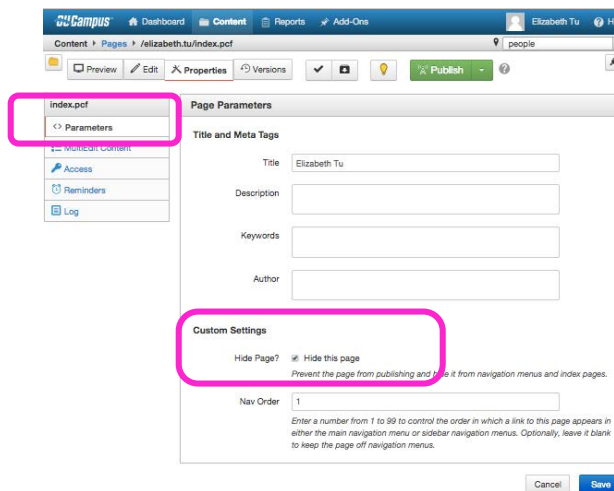 OU Campus Dashboard Content Reports Add-Ons Elizabeth Tu
Content Pages /elizabeth.tu/index.pcf people
Preview Edit Properties Versions Publish
index.pcf
Parameters
MultiEdit Content
Access
Reminders
Log
Page Parameters
Title and Meta Tags
Title Elizabeth Tu
Description
Keywords
Author
Custom Settings
Hide Page? Hide this page
Prevent the page from publishing and hide it from navigation menus and index pages.
Nav Order 1
Enter a number from 1 to 99 to control the order in which a link to this page appears in
either the main navigation menu or sidebar navigation menus. Optionally, leave it blank
to keep the page off navigation menus.
Cancel Save